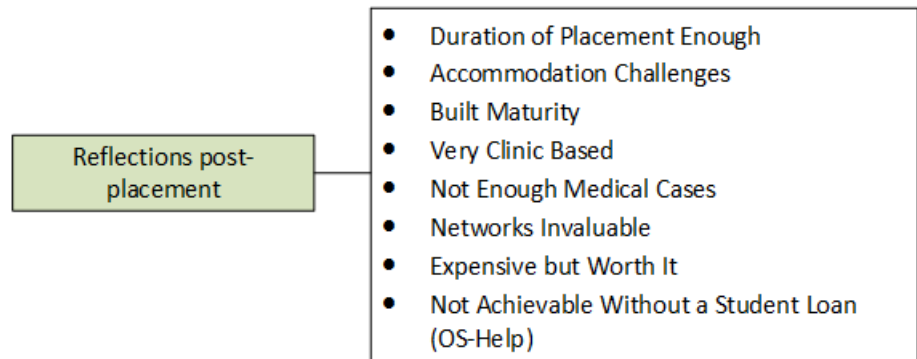 Reflections post-
placement
• Duration of Placement Enough
• Accommodation Challenges
• Built Maturity
• Very Clinic Based
• Not Enough Medical Cases
• Networks Invaluable
• Expensive but Worth It
• Not Achievable Without a Student Loan
(OS-Help)